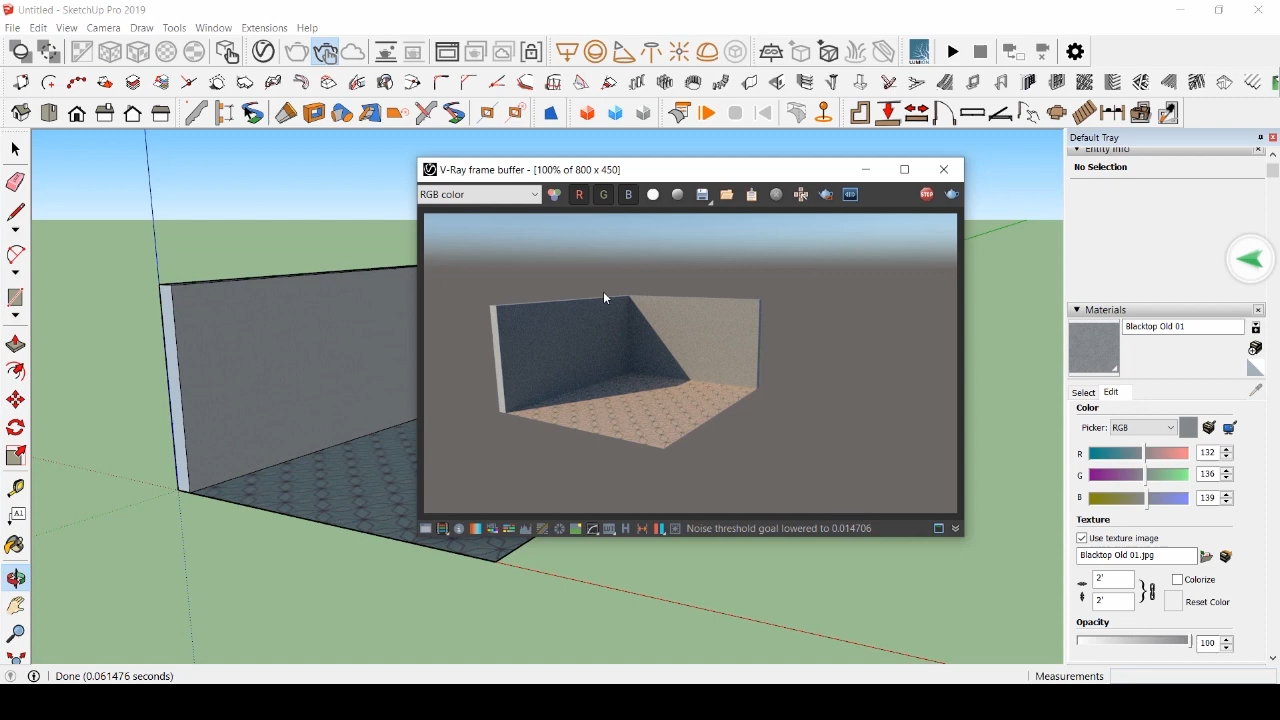 Untitled - SketchUp Pro 2019
File Edit View Camera Draw Tools Window Extensions Help
LUMION
Default Tray
V-Ray frame buffer - [100% of 800 x 450]
RGB color
R G B
STOP
Entity Info
No Selection
Materials
Blacktop Old 01
Select Edit
Color
Picker: RGB
R 132
G 136
B 139
Texture
Use texture image
Blacktop Old 01.jpg
2'
Colorize
2'
Reset Color
Opacity
100
A1
H
Noise threshold goal lowered to 0.014706
Done (0.061476 seconds)
Measurements